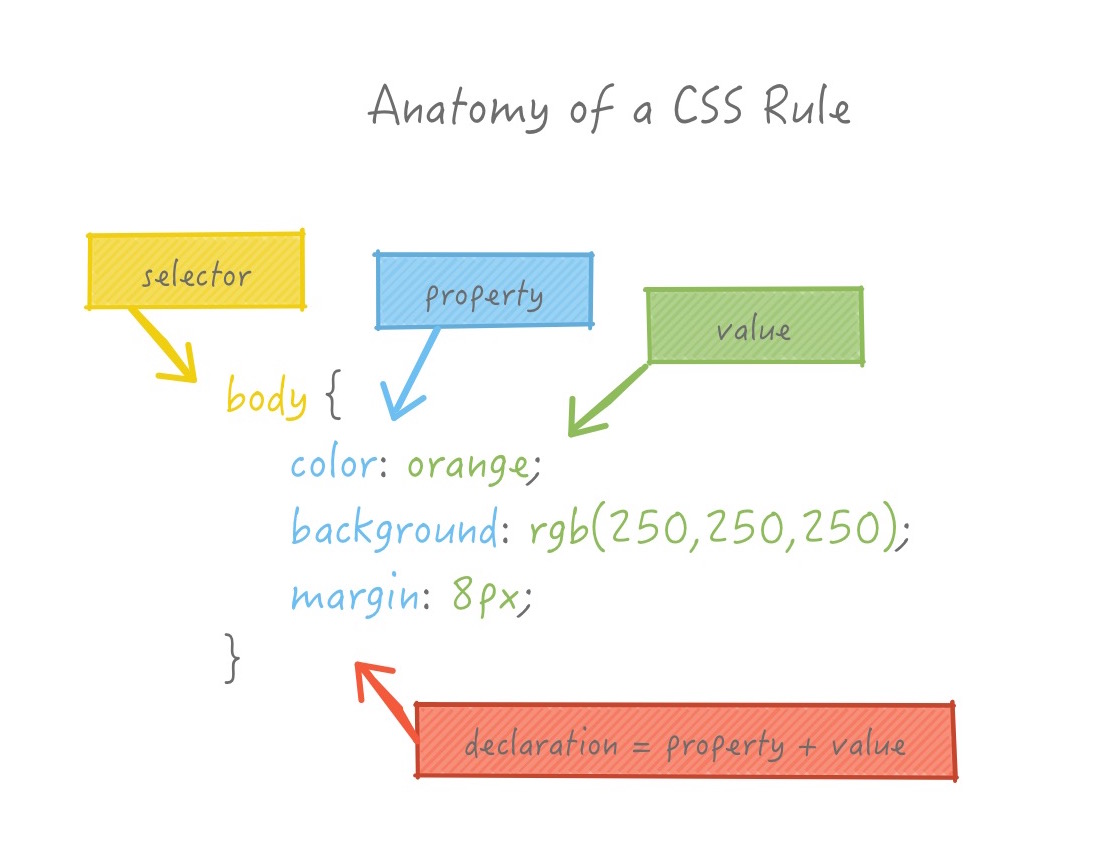 Anatomy of a CSS Rule
selector
property
value
body {
color: orange;
background: rgb(250,250,250);
margin: 8px;
}
declaration = property + value